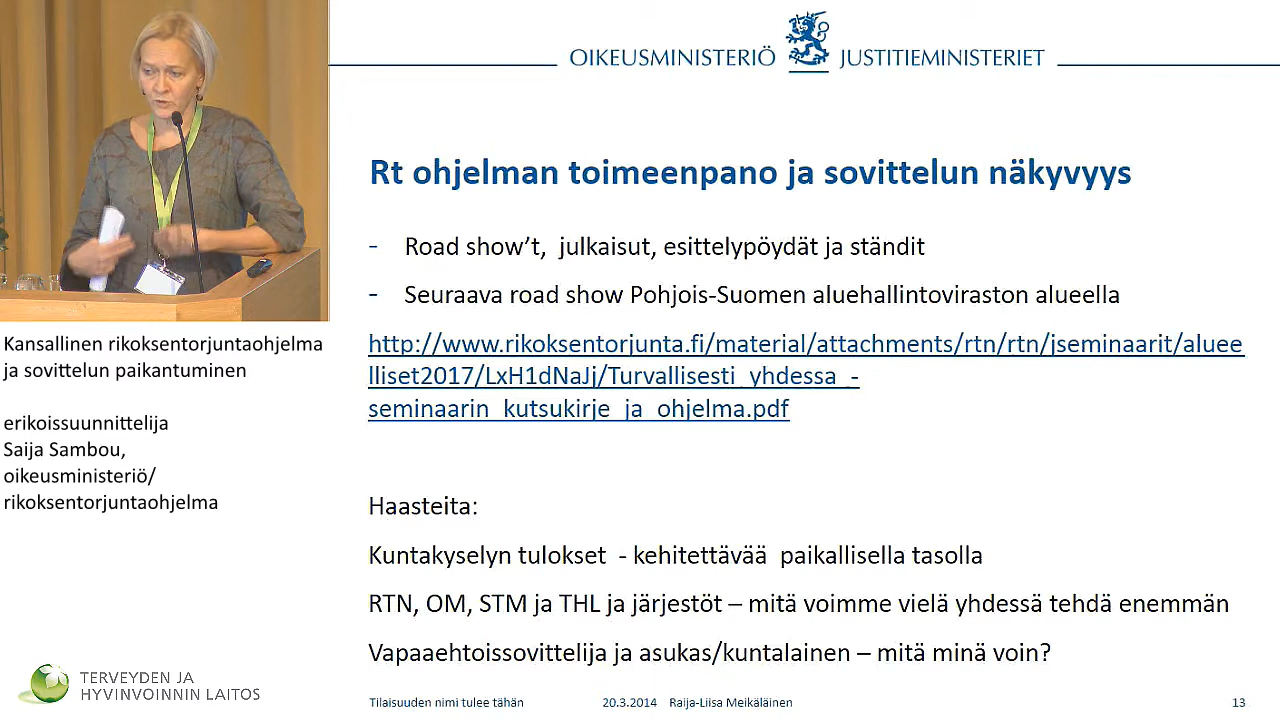 OIKEUSMINISTERIÖ JUSTITIEMINISTERIET
Rt ohjelman toimeenpano ja sovittelun näkyvyys
- Road show’t, julkaisut, esittelypöydät ja ständit
- Seuraava road show Pohjois-Suomen aluehallintoviraston alueella
http://www.rikoksentorjunta.fi/material/attachments/rtn/rtn/jseminaarit/aluee
lliset2017/LxH1dNaJj/Turvallisesti_yhdessa_-
seminaarin_kutsukirje_ja_ohjelma.pdf
Haasteita:
Kuntakyselyn tulokset - kehitettävää paikallisella tasolla
RTN, OM, STM ja THL ja järjestöt – mitä voimme vielä yhdessä tehdä enemmän
Vapaaehtoissovittelija ja asukas/kuntalainen – mitä minä voin?
Tilaisuuden nimi tulee tähän 20.3.2014 Raija-Liisa Meikäläinen 13
Kansallinen rikoksentorjuntaohjelma
ja sovittelun paikantuminen
erikoissuunnittelija
Saija Sambou,
oikeusministeriö/
rikoksentorjuntaohjelma
TERVEYDEN JA
HYVINVOINNIN LAITOS